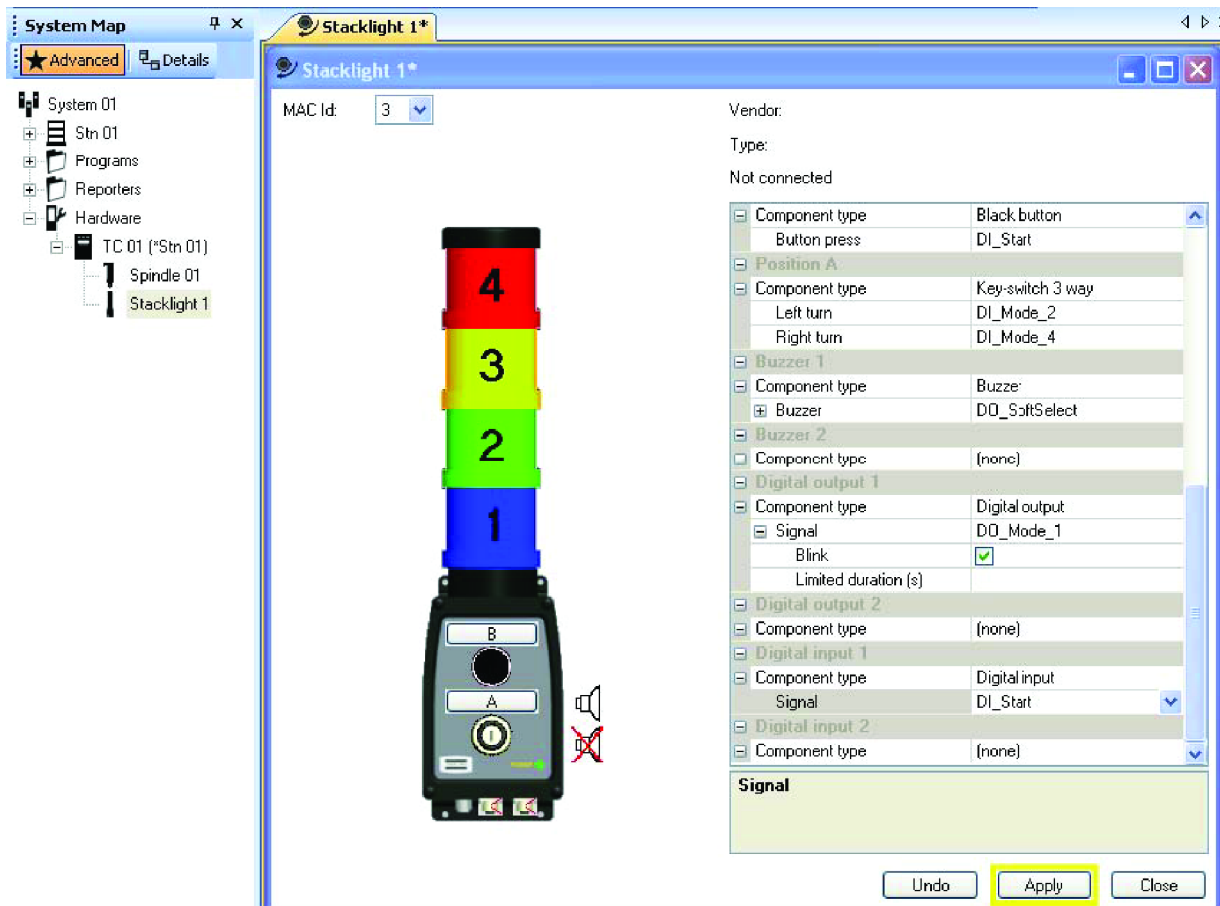 System Map
Stacklight 1*
Advanced
Details
Stacklight 1*
System 01
Stn 01
Programs
Reporters
Hardware
TC 01 (*Stn 01)
Spindle 01
Stacklight 1
MAC Id: 3
Vendor:
Type:
Not connected
4
3
2
1
B
A
Component type Black button
Button press DI_Start
Position A
Component type Key-switch 3 way
Left turn DI_Mode_2
Right turn DI_Mode_4
Buzzer 1
Component type Buzzer
Buzzer DO_SoftSelect
Buzzer 2
Component type (none)
Digital output 1
Component type Digital output
Signal DO_Mode_1
Blink
Limited duration (s)
Digital output 2
Component type (none)
Digital input 1
Component type Digital input
Signal DI_Start
Digital input 2
Component type (none)
Signal
Undo
Apply
Close